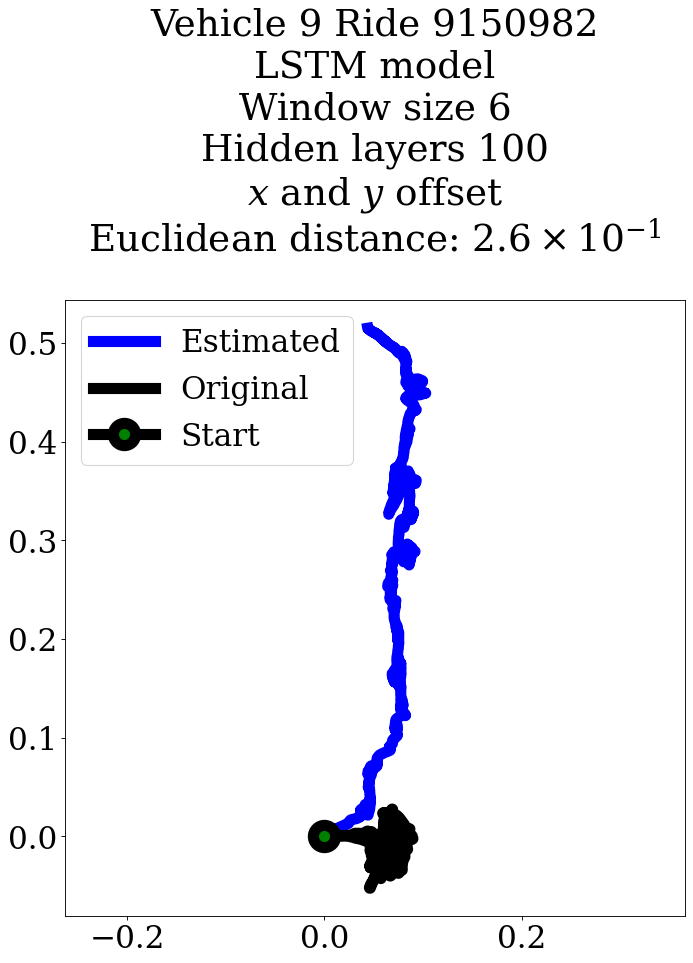 Vehicle 9 Ride 9150982
LSTM model
Window size 6
Hidden layers 100
x and y offset
Euclidean distance: 2.6 × 10⁻¹
Estimated
Original
Start
0.5
0.4
0.3
0.2
0.1
0.0
−0.2 0.0 0.2